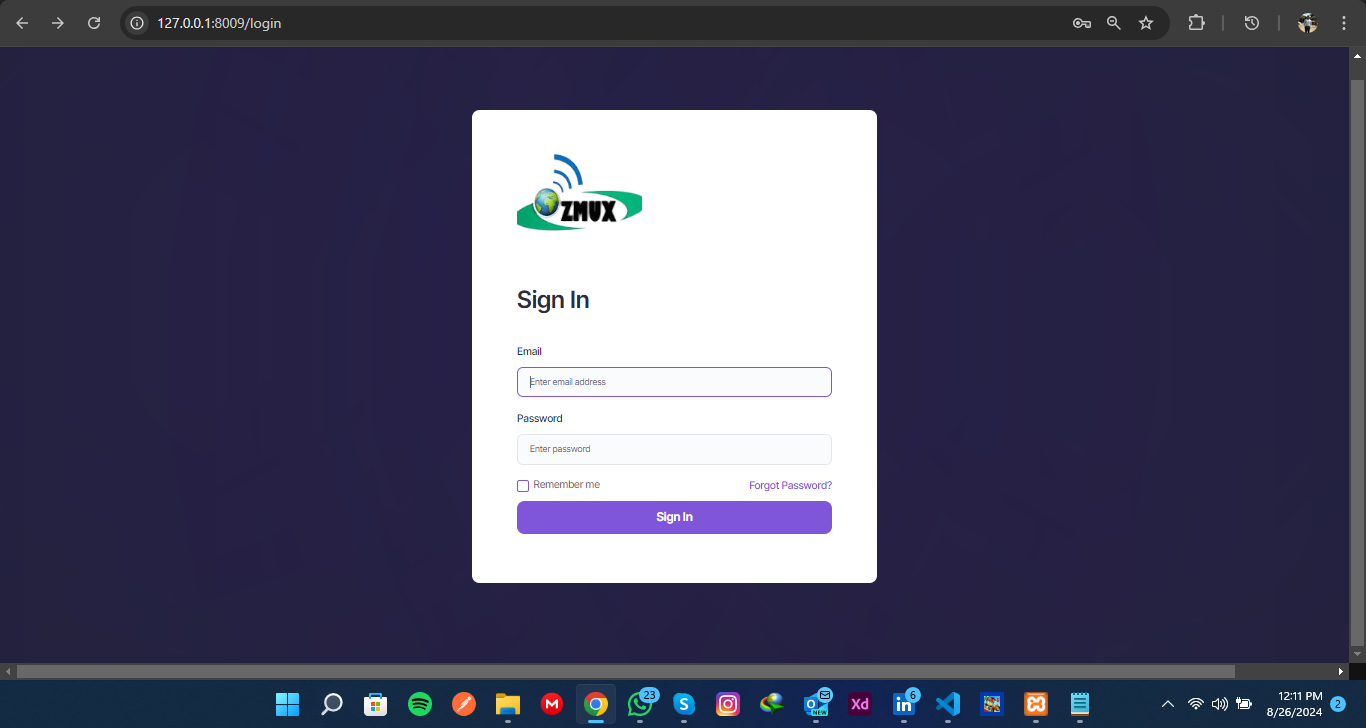 127.0.0.1:8009/login
ZMUX
Sign In
Email
Enter email address
Password
Enter password
Remember me
Forgot Password?
Sign In
23
NEW
Xd
in
6
12:11 PM
8/26/2024
2